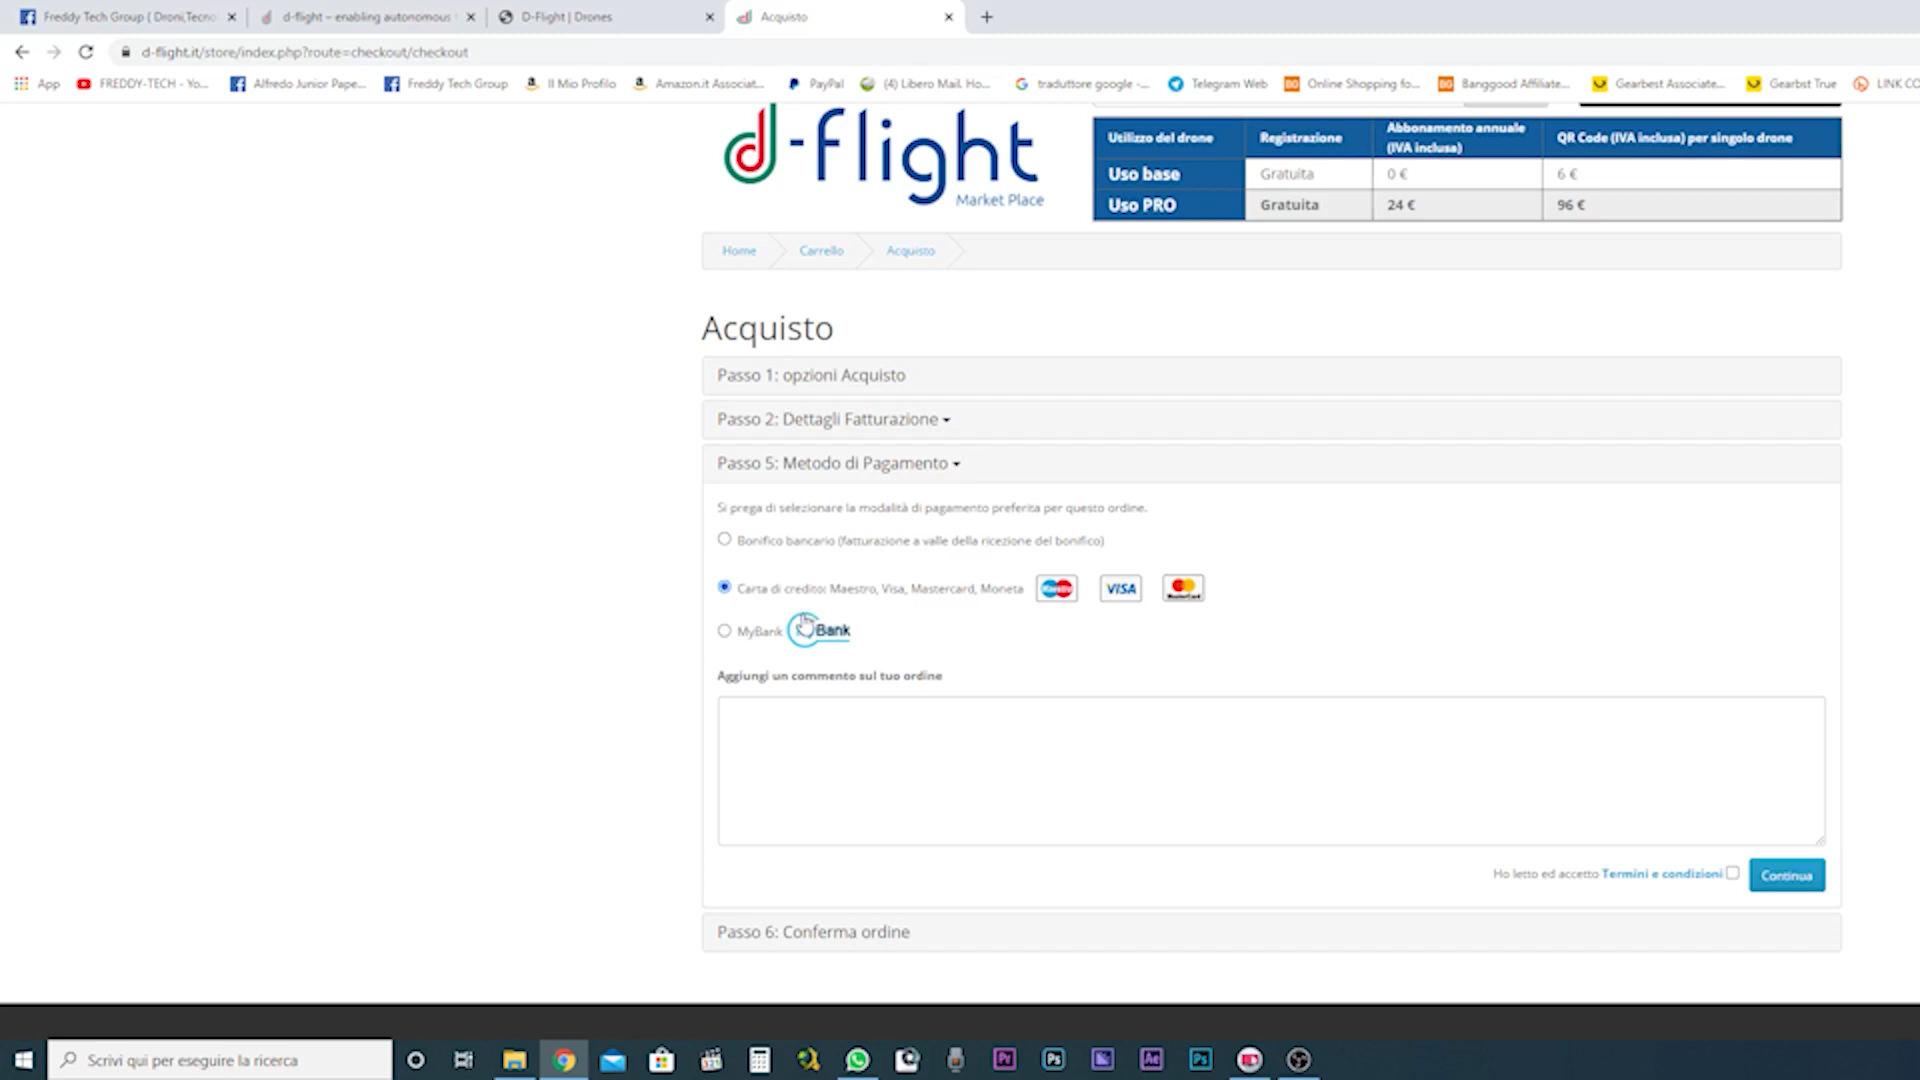 Freddy Tech Group ( Droni,Tecno
d-flight – enabling autonomous
D-Flight | Drones
Acquisto
d-flight.it/store/index.php?route=checkout/checkout
App
FREDDY-TECH - Yo...
Alfredo Junior Pape...
Freddy Tech Group
Il Mio Profilo
Amazon.it Associat...
PayPal
(4) Libero Mail. Ho...
traduttore google -...
Telegram Web
Online Shopping fo...
Banggood Affiliate...
Gearbest Associate...
Gearbst True
LINK CO
d-flight
Market Place
Utilizzo del drone Registrazione Abbonamento annuale (IVA inclusa) QR Code (IVA inclusa) per singolo drone
Uso base Gratuita 0 € 6 €
Uso PRO Gratuita 24 € 96 €
Home Carrello Acquisto
Acquisto
Passo 1: opzioni Acquisto
Passo 2: Dettagli Fatturazione
Passo 5: Metodo di Pagamento
Si prega di selezionare la modalità di pagamento preferita per questo ordine.
Bonifico bancario (fatturazione a valle della ricezione del bonifico)
Carta di credito: Maestro, Visa, Mastercard, Moneta Maestro VISA MasterCard
MyBank Bank
Aggiungi un commento sul tuo ordine
Ho letto ed accetto Termini e condizioni Continua
Passo 6: Conferma ordine
Scrivi qui per eseguire la ricerca
Pr Ps Ae Ps